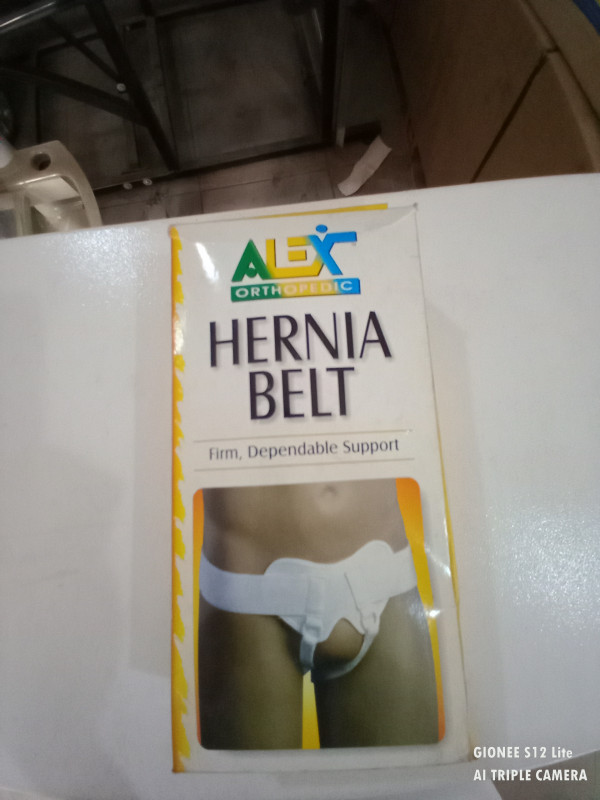 ALEX
ORTHOPEDIC
HERNIA
BELT
Firm, Dependable Support
GIONEE S12 Lite
AI TRIPLE CAMERA